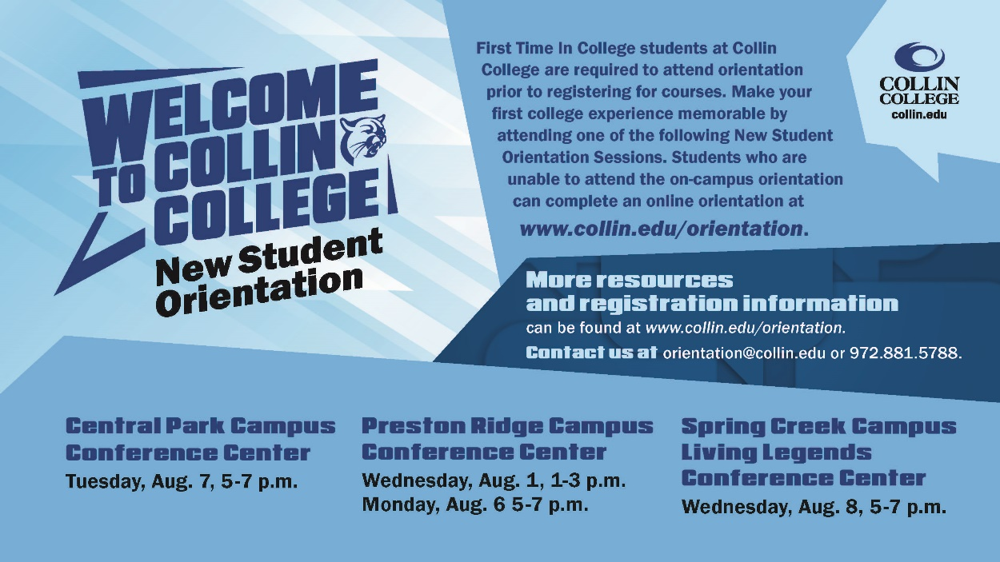 WELCOME
TO COLLIN
COLLEGE
New Student
Orientation
First Time In College students at Collin
College are required to attend orientation
prior to registering for courses. Make your
first college experience memorable by
attending one of the following New Student
Orientation Sessions. Students who are
unable to attend the on-campus orientation
can complete an online orientation at
www.collin.edu/orientation.
COLLIN
COLLEGE
collin.edu
More resources
and registration information
can be found at www.collin.edu/orientation.
Contact us at orientation@collin.edu or 972.881.5788.
Central Park Campus
Conference Center
Tuesday, Aug. 7, 5-7 p.m.
Preston Ridge Campus
Conference Center
Wednesday, Aug. 1, 1-3 p.m.
Monday, Aug. 6 5-7 p.m.
Spring Creek Campus
Living Legends
Conference Center
Wednesday, Aug. 8, 5-7 p.m.